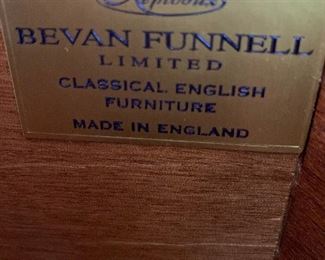 BEVAN FUNNELL
LIMITED
CLASSICAL ENGLISH
FURNITURE
MADE IN ENGLAND